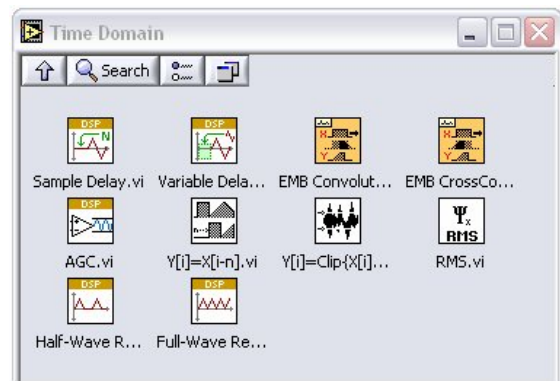 Time Domain
Search
DSP DSP
N
X X
Y Y
Sample Delay.vi Variable Dela... EMB Convolut... EMB CrossCo...
DSP
n
Ψx
RMS
AGC.vi Y[i]=X[i-n].vi Y[i]=Clip{X[i]... RMS.vi
DSP DSP
Half-Wave R... Full-Wave Re...